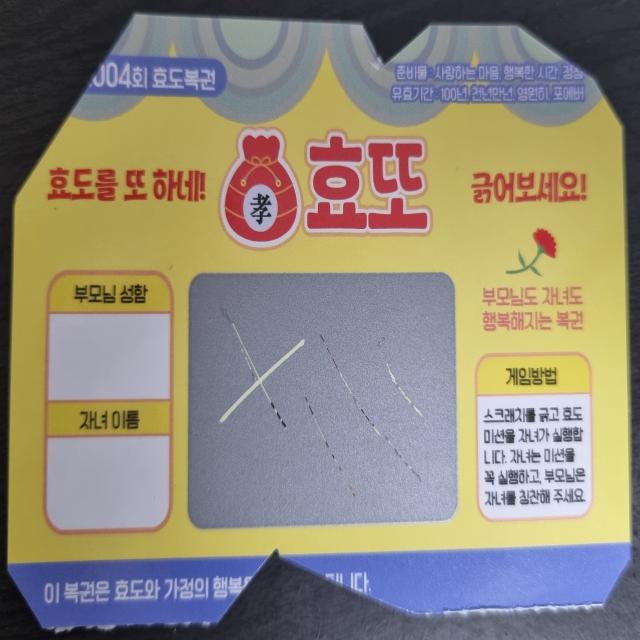 004회 효도복권
준비물 : 사랑하는 마음, 행복한 시간, 정성
유효기간 : 100년, 천년만년, 영원히, 포에버
효도를 또 하네!
孝
효또
긁어보세요!
부모님도 자녀도
행복해지는 복권
부모님 성함
자녀 이름
게임방법
스크래치를 긁고 효도
미션을 자녀가 실행합
니다. 자녀는 미션을
꼭 실행하고, 부모님은
자녀를 칭찬해 주세요.
이 복권은 효도와 가정의 행복
니다.